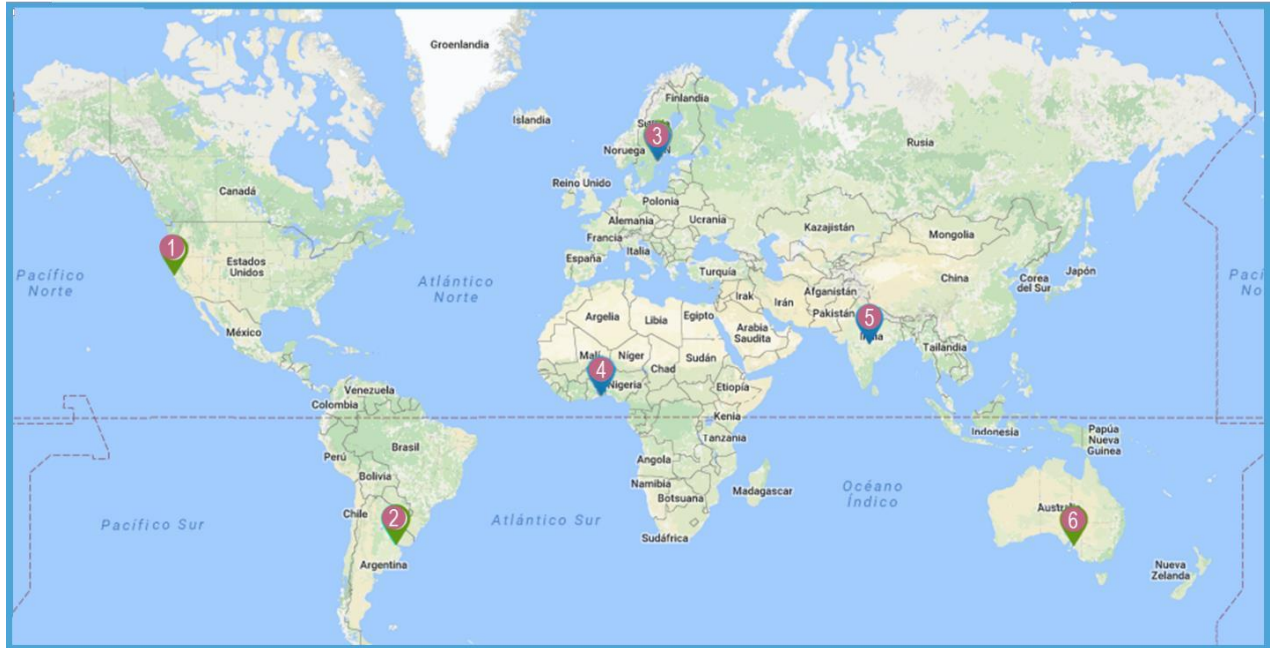 Groenlandia
Finlandia
Islandia
3
Rusia
Noruega
Canadá
Reino Unido
Polonia
Alemania
Ucrania
Kazajistán
Mongolia
1
Francia
Estados
Unidos
España
Italia
Turquía
China
Corea
del Sur
Japón
Pacífico
Norte
Atlántico
Norte
Irak
Irán
Afganistán
Pakistán
Argelia
Libia
Egipto
Arabia
Saudita
5
México
Tailandia
Malí
Níger
Chad
Sudán
4
Nigeria
Etiopía
Venezuela
Colombia
Kenia
Indonesia
Papúa
Nueva
Guinea
Brasil
Tanzania
Perú
Angola
Bolivia
Namibia
Botsuana
Madagascar
Océano
Índico
Chile
2
Pacífico Sur
Atlántico Sur
Sudáfrica
6
Argentina
Nueva
Zelanda